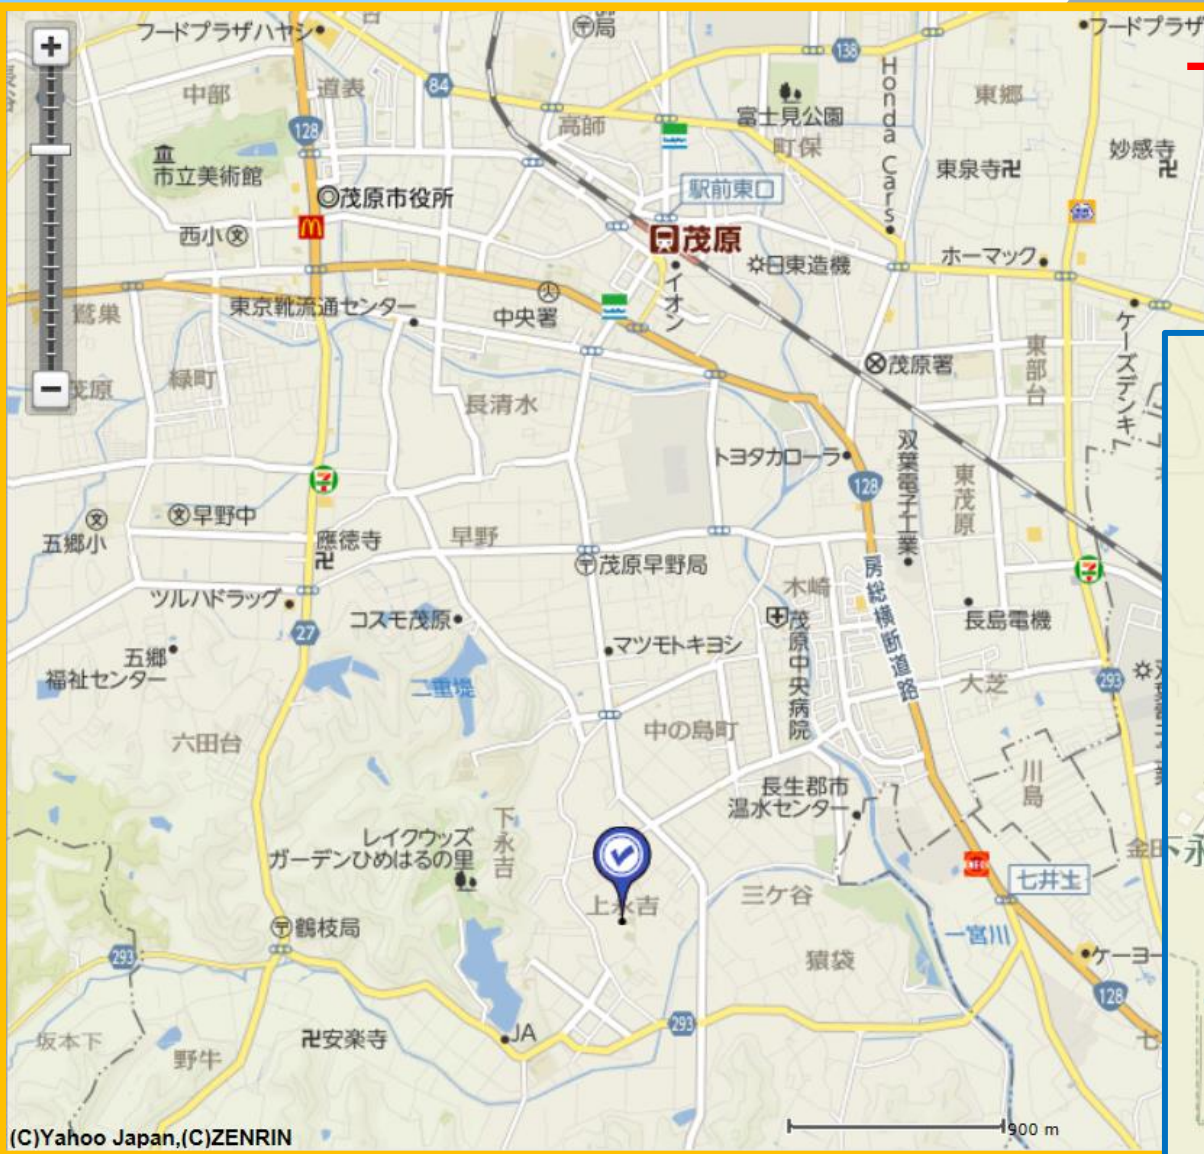 フードプラザハヤシ
局
フードプラザ
中部
道表
84
138
Honda Cars
東郷
高師
富士見公園
町保
128
市立美術館
東泉寺
妙感寺
茂原市役所
駅前東口
西小
文
茂原
日東造機
ホーマック
イオン
東京靴流通センター
中央署
鷲巣
ケーズデンキ
茂原署
東部台
茂原
緑町
長清水
トヨタカローラ
双葉電子工業
128
東茂原
文
五郷小
文
早野中
應徳寺
早野
茂原早野局
房総横断道路
木崎
ツルハドラッグ
コスモ茂原
長島電機
27
茂原中央病院
五郷
福祉センター
マツモトキヨシ
二重堤
大芝
293
六田台
中の島町
川島
長生郡市
温水センター
下永吉
レイクウッズ
ガーデンひめはるの里
金田
七井土
上永吉
三ケ谷
鶴枝局
一宮川
293
猿袋
ケーヨー
128
293
JA
坂本下
安楽寺
野牛
七
(C)Yahoo Japan,(C)ZENRIN
900 m